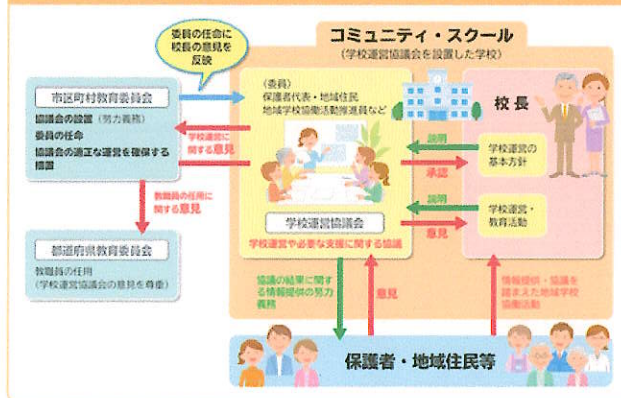 委員の任命に
校長の意見を
反映
コミュニティ・スクール
(学校運営協議会を設置した学校)
市区町村教育委員会
協議会の設置(努力義務)
委員の任命
協議会の適正な運営を確保する
措置
学校運営に
関する意見
(委員)
保護者代表・地域住民
地域学校協働活動推進員など
校長
説明
承認
学校運営の
基本方針
説明
意見
学校運営・
教育活動
学校運営協議会
学校運営や必要な支援に関する協議
教職員の任用に
関する意見
都道府県教育委員会
教職員の任用
(学校運営協議会の意見を尊重)
協議の結果に関す
る情報提供の努力
義務
意見
情報提供・協議を
踏まえた地域学校
協働活動
保護者・地域住民等